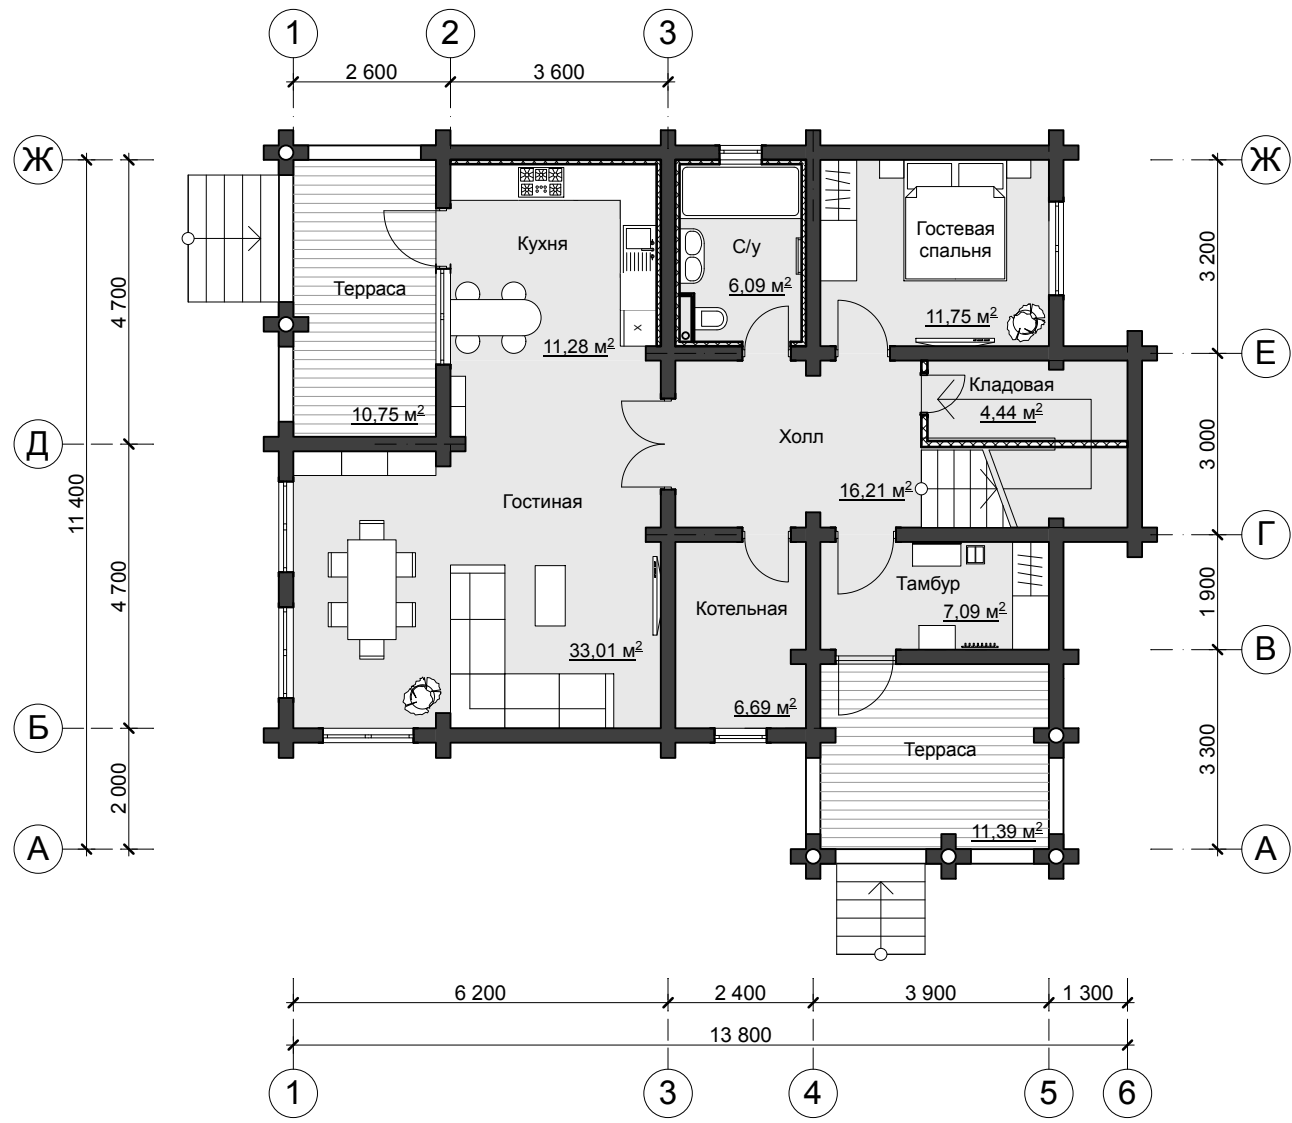 1
2
3
2 600
3 600
Ж
Ж
Кухня
С/у
6,09 м²
Гостевая
спальня
11,75 м²
3 200
4 700
Терраса
10,75 м²
11,28 м²
X
Е
Кладовая
4,44 м²
Д
Холл
16,21 м²
3 000
11 400
Гостиная
Г
4 700
Тамбур
7,09 м²
1 900
Котельная
33,01 м²
В
6,69 м²
Б
Терраса
11,39 м²
3 300
2 000
А
А
6 200
2 400
3 900
1 300
13 800
1
3
4
5
6